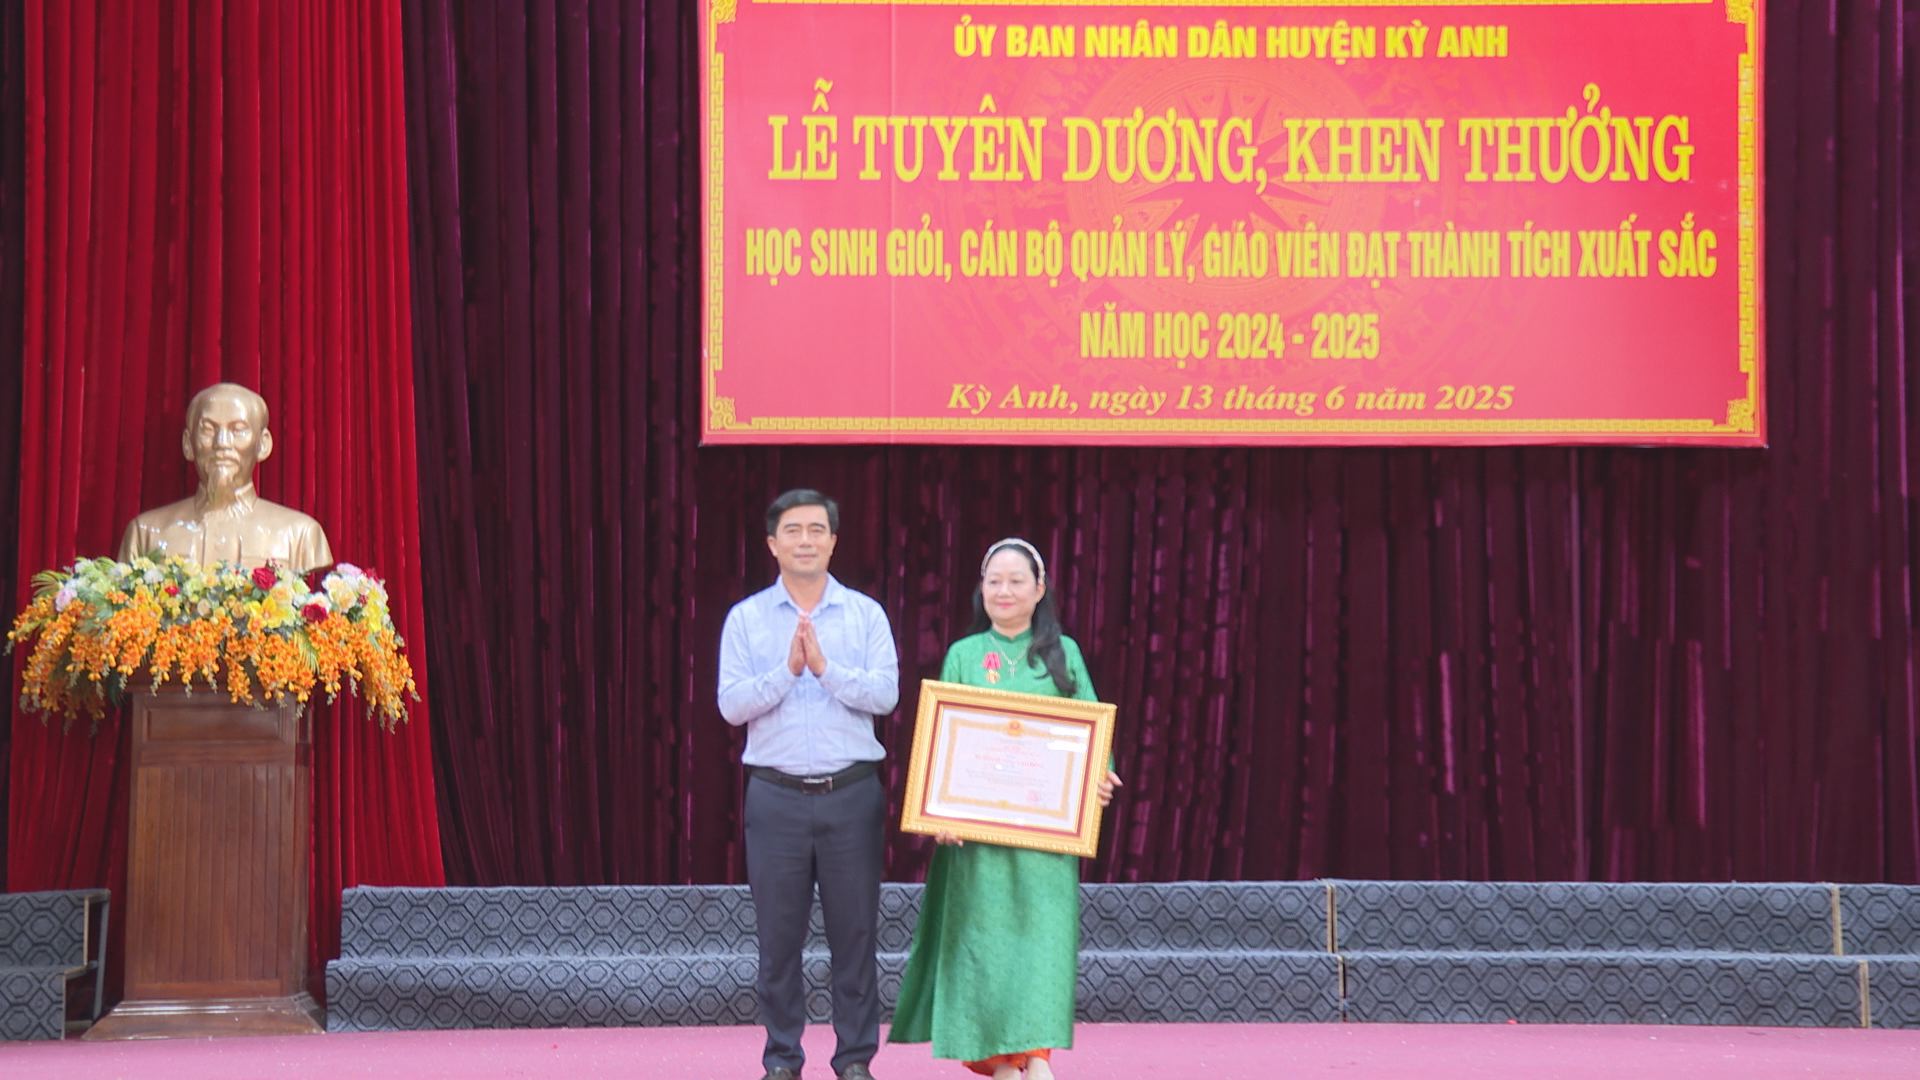 ỦY BAN NHÂN DÂN HUYỆN KỲ ANH
LỄ TUYÊN DƯƠNG, KHEN THƯỞNG
HỌC SINH GIỎI, CÁN BỘ QUẢN LÝ, GIÁO VIÊN ĐẠT THÀNH TÍCH XUẤT SẮC
NĂM HỌC 2024 - 2025
Kỳ Anh, ngày 13 tháng 6 năm 2025